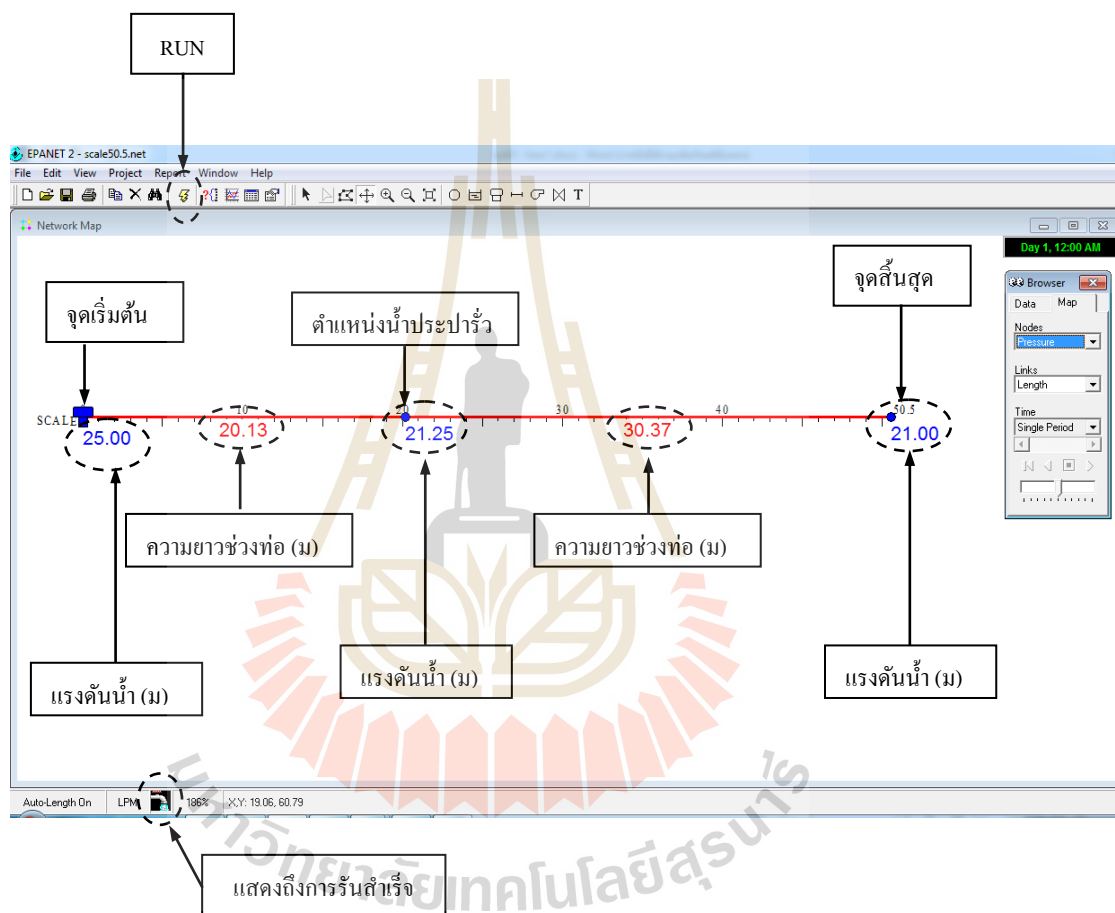 RUN
EPANET 2 - scale50.5.net
File Edit View Project Report Window Help
T
Network Map
Day 1, 12:00 AM
จุดเริ่มต้น
ตำแหน่งน้ำประปารั่ว
จุดสิ้นสุด
Browser
Data Map
Nodes
Pressure
Links
Length
Time
Single Period
10 20 30 40 50.5
SCALE
25.00 20.13 21.25 30.37 21.00
ความยาวช่วงท่อ (ม) ความยาวช่วงท่อ (ม)
แรงดันน้ำ (ม) แรงดันน้ำ (ม) แรงดันน้ำ (ม)
Auto-Length On LPM 186% X,Y: 19.06, 60.79
แสดงถึงการรันสำเร็จ
มหาวิทยาลัยเทคโนโลยีสุรนารี